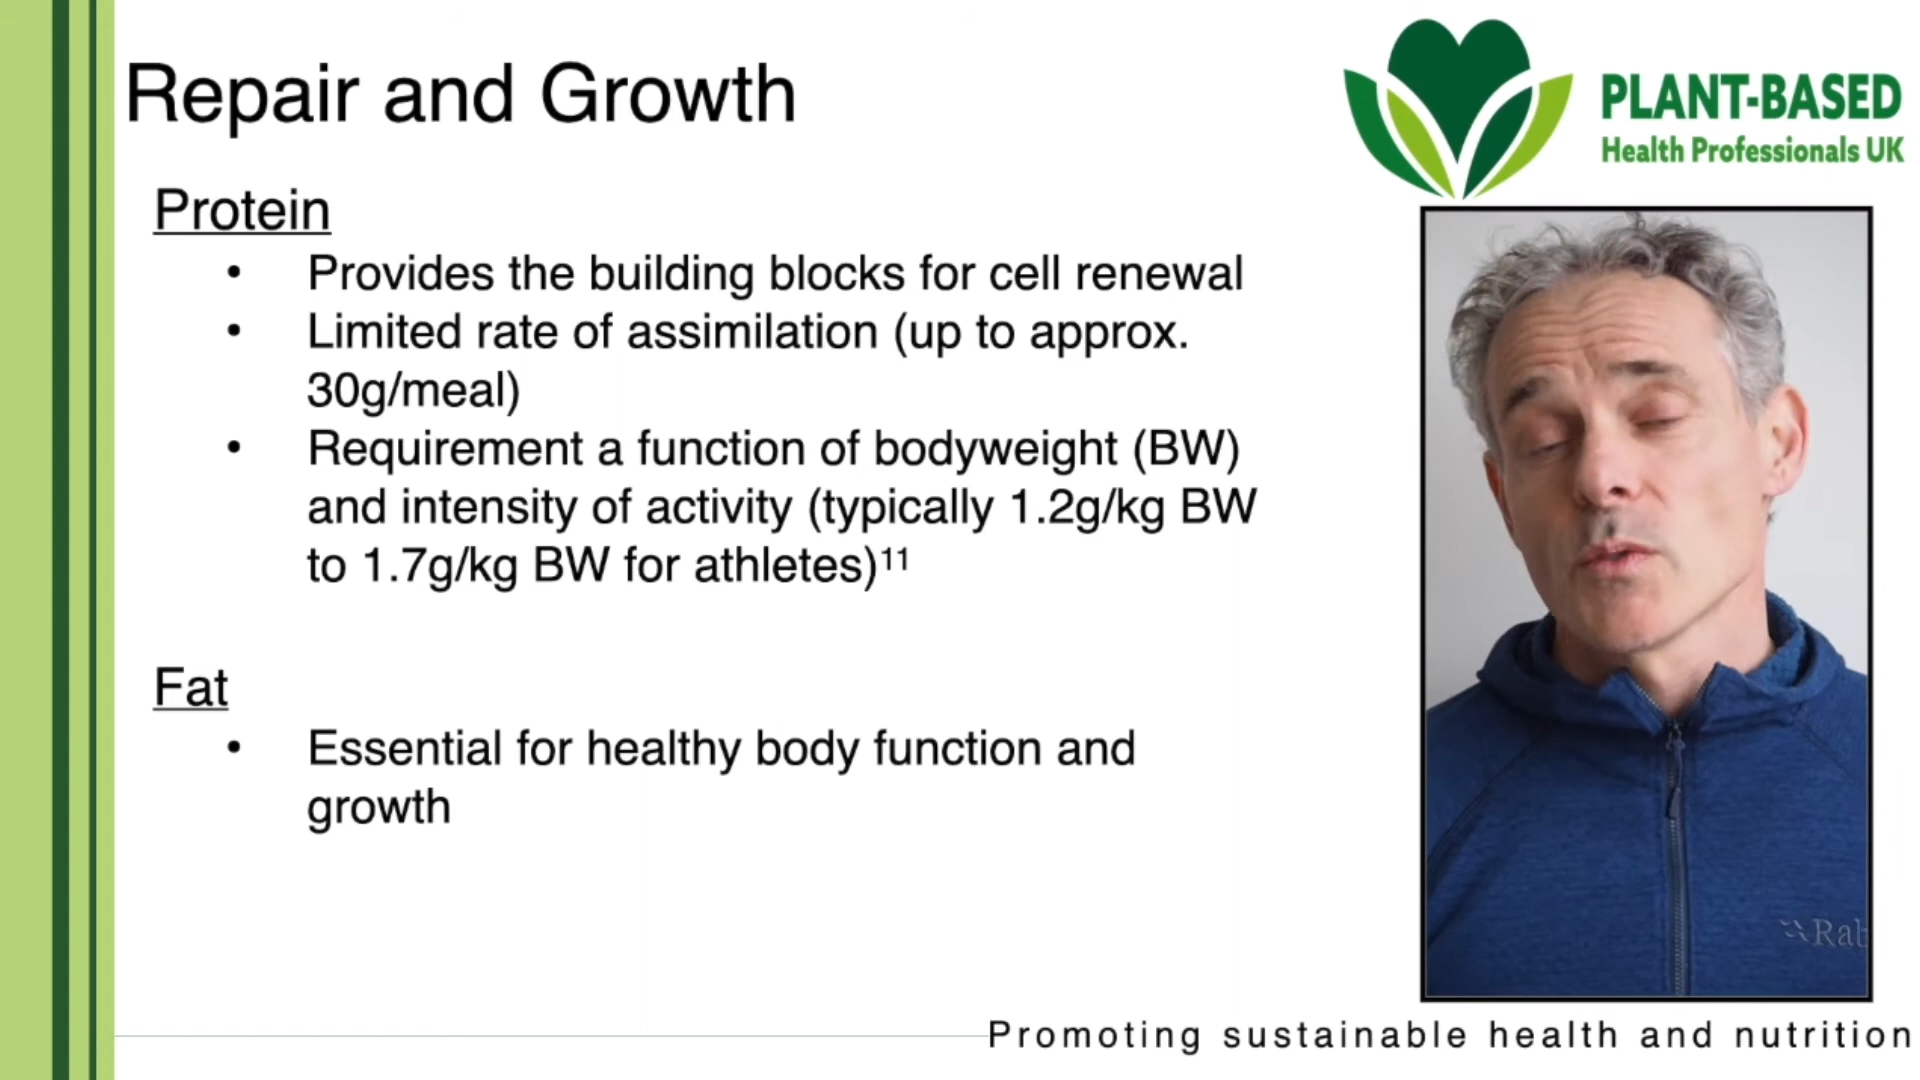 Repair and Growth
PLANT-BASED
Health Professionals UK
Protein
• Provides the building blocks for cell renewal
• Limited rate of assimilation (up to approx.
30g/meal)
• Requirement a function of bodyweight (BW)
and intensity of activity (typically 1.2g/kg BW
to 1.7g/kg BW for athletes)¹¹
Fat
• Essential for healthy body function and
growth
Rab
Promoting sustainable health and nutrition